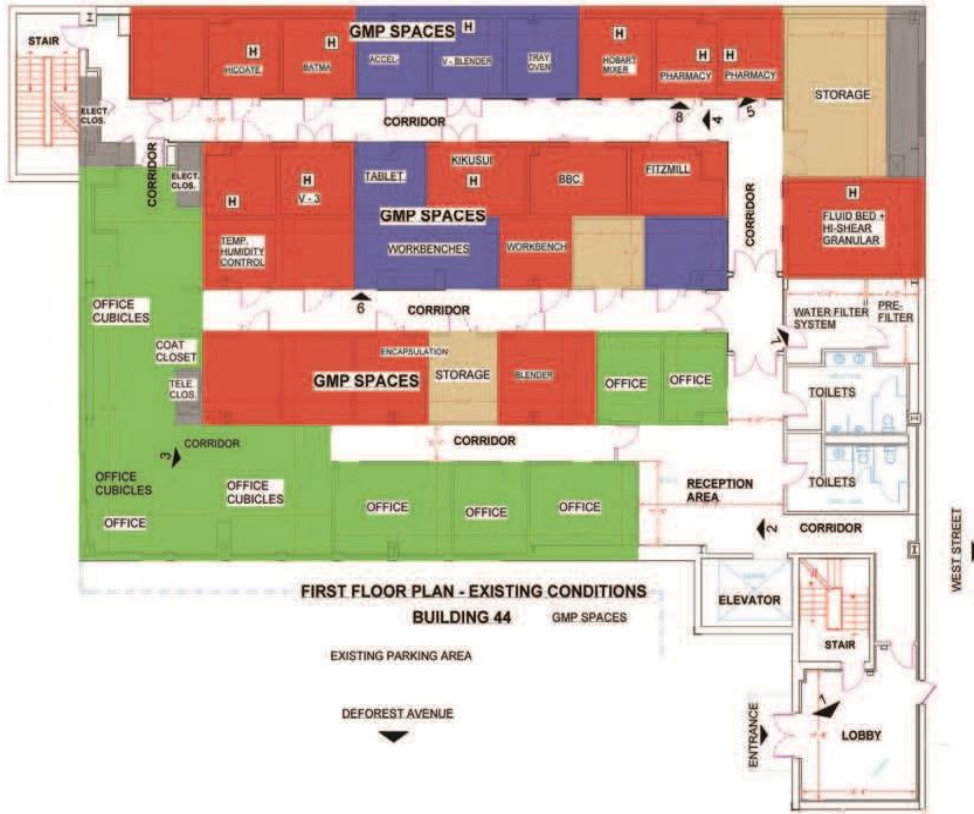 STAIR
ELECT.
CLOS.
GMP SPACES
H
H
H
H
H
H
HICOATE
BATMA
ACCEL.
V - BLENDER
TRAY
OVEN
HOBART
MIXER
PHARMACY
PHARMACY
STORAGE
CORRIDOR
8
4
5
CORRIDOR
ELECT.
CLOS.
H
H
V - 3
TABLET
KIKUSUI
H
BBC
FITZMILL
GMP SPACES
TEMP.
HUMIDITY
CONTROL
WORKBENCHES
WORKBENCH
CORRIDOR
H
FLUID BED +
HI-SHEAR
GRANULAR
OFFICE
CUBICLES
6
CORRIDOR
WATER FILTER
SYSTEM
PRE-
FILTER
7
COAT
CLOSET
TELE.
CLOS.
ENCAPSULATION
GMP SPACES
STORAGE
BLENDER
OFFICE
OFFICE
TOILETS
CORRIDOR
3
CORRIDOR
OFFICE
CUBICLES
OFFICE
CUBICLES
OFFICE
OFFICE
OFFICE
OFFICE
RECEPTION
AREA
TOILETS
2
CORRIDOR
WEST STREET
FIRST FLOOR PLAN - EXISTING CONDITIONS
BUILDING 44
GMP SPACES
ELEVATOR
STAIR
EXISTING PARKING AREA
DEFOREST AVENUE
ENTRANCE
1
LOBBY